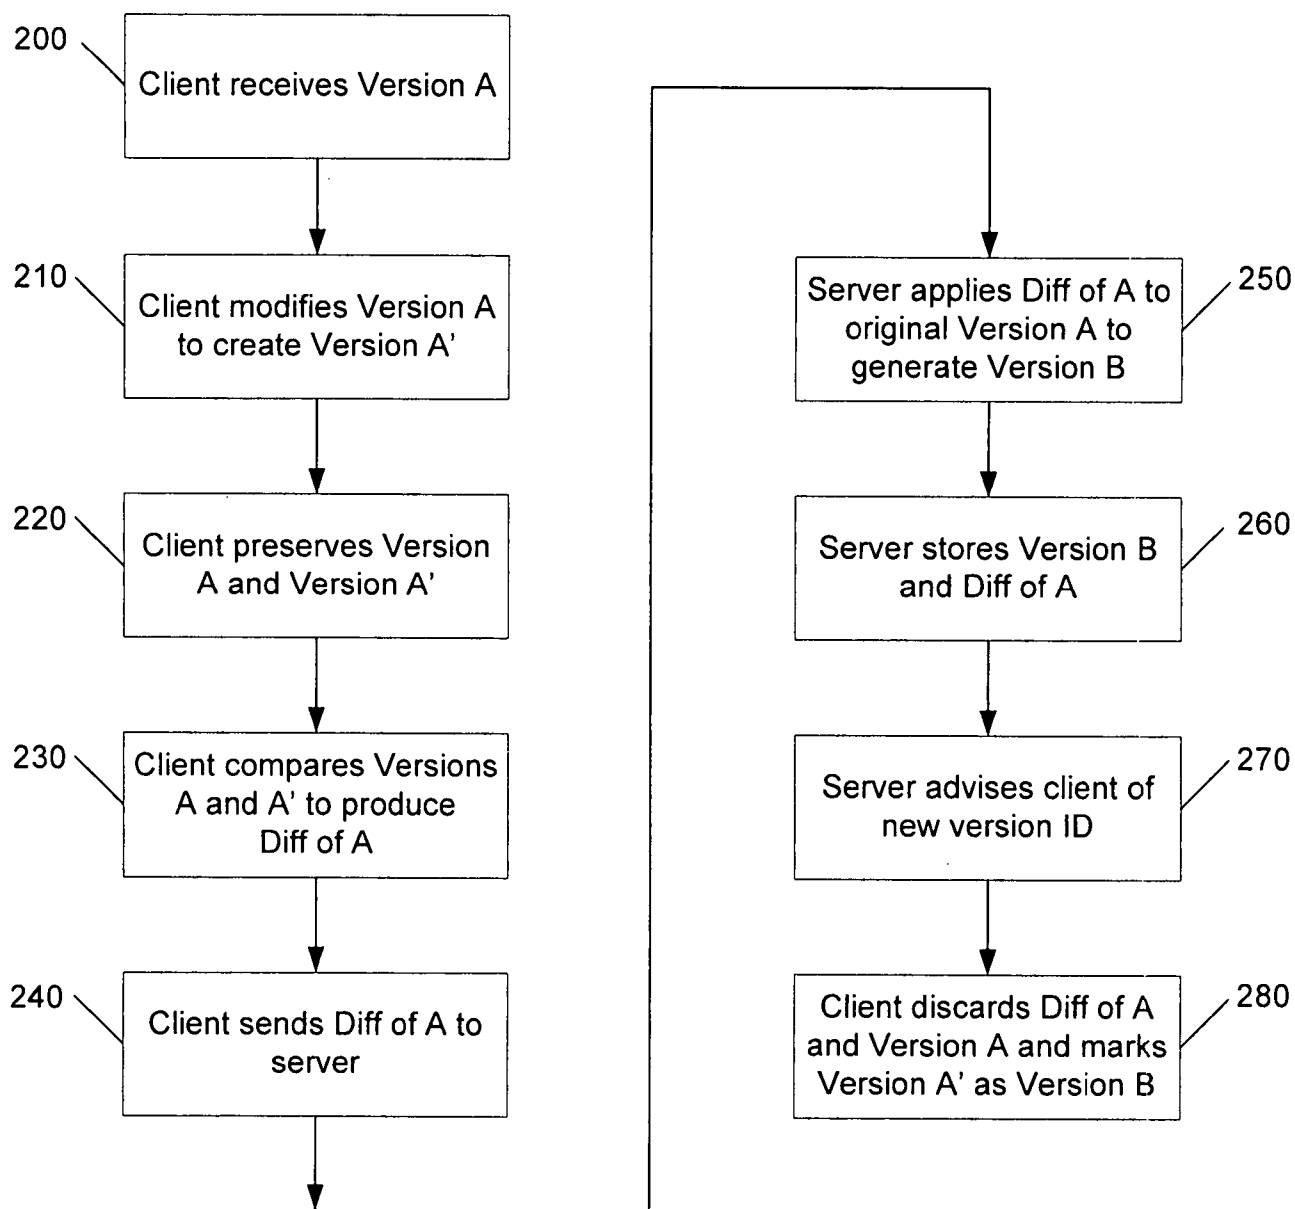 200
Client receives Version A
210
Client modifies Version A
to create Version A'
220
Client preserves Version
A and Version A'
230
Client compares Versions
A and A' to produce
Diff of A
240
Client sends Diff of A to
server
250
Server applies Diff of A to
original Version A to
generate Version B
260
Server stores Version B
and Diff of A
270
Server advises client of
new version ID
280
Client discards Diff of A
and Version A and marks
Version A' as Version B